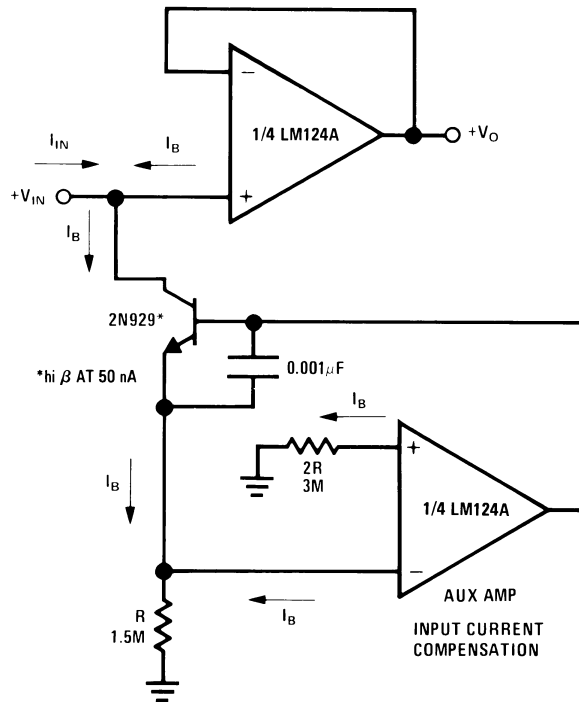 −
1/4 LM124A
+V_O
I_IN
I_B
+V_IN
+
I_B
2N929*
*hi β AT 50 nA
0.001μF
I_B
+
2R
3M
1/4 LM124A
I_B
−
I_B
R
1.5M
AUX AMP
INPUT CURRENT
COMPENSATION